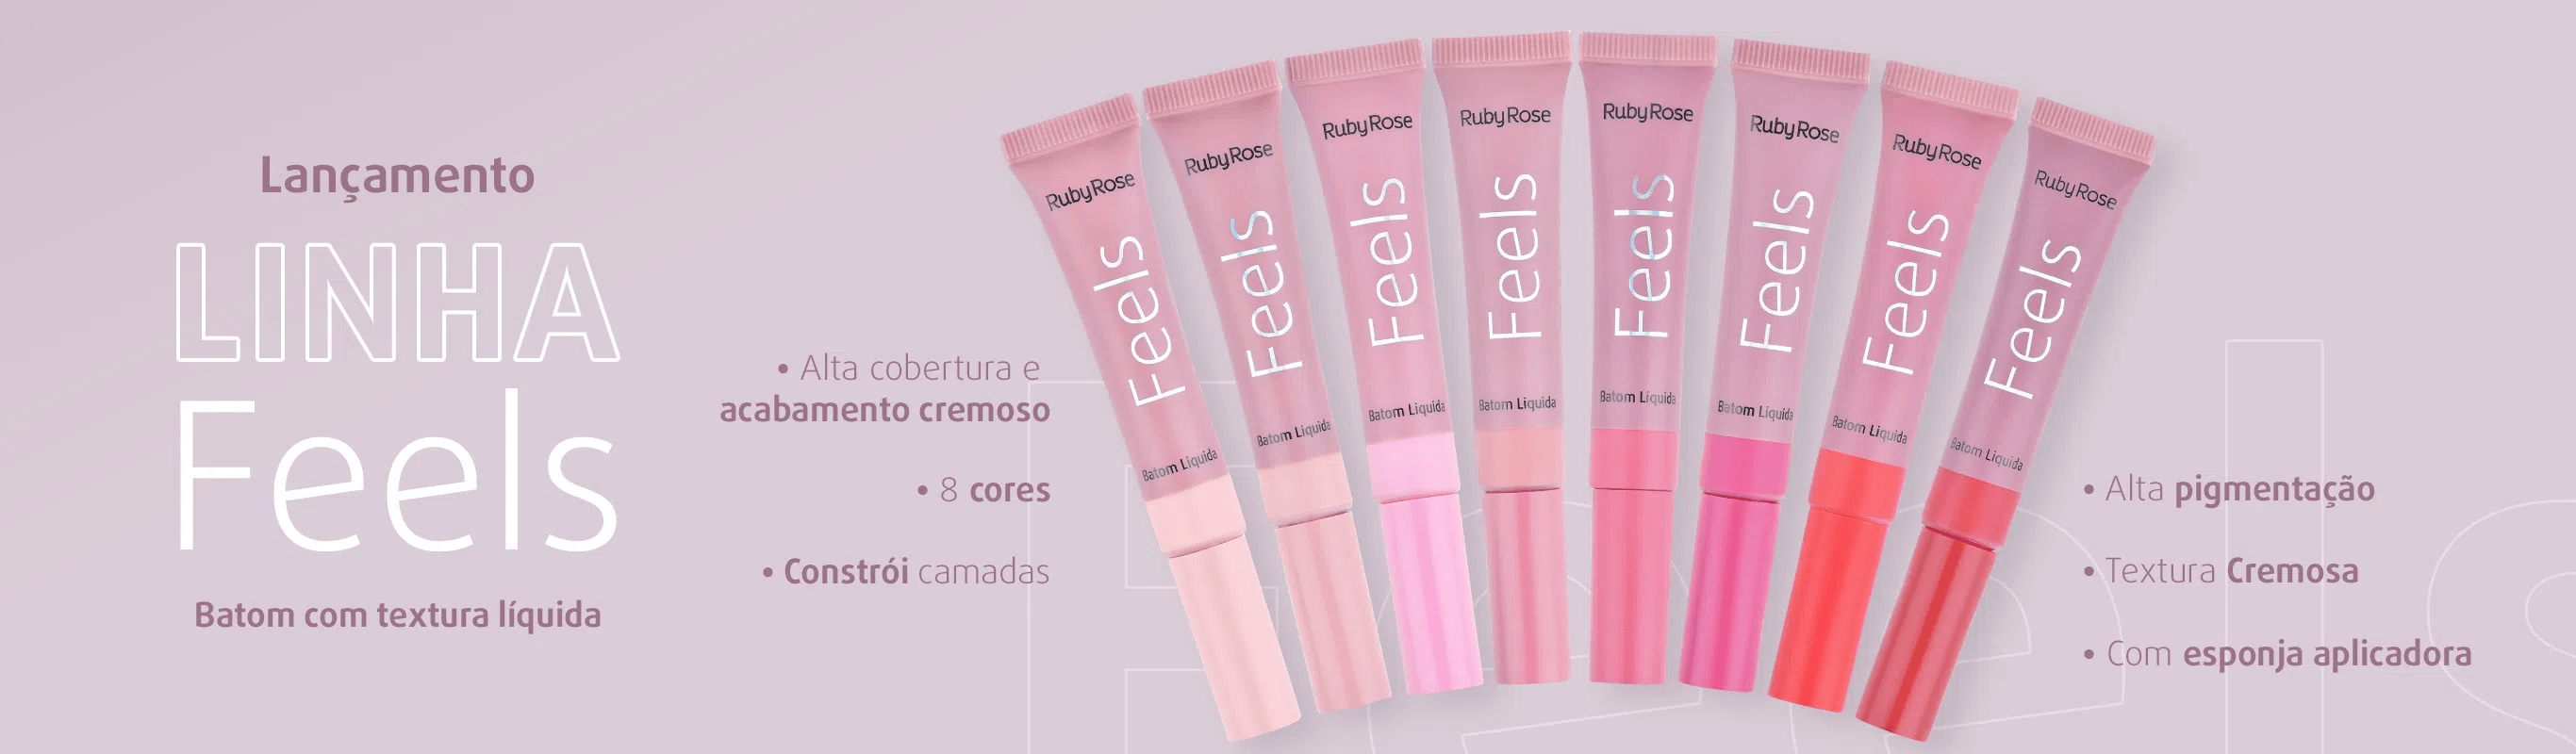 Lançamento
LINHA
Feels
Batom com textura líquida
• Alta cobertura e
acabamento cremoso
• 8 cores
• Constrói camadas
RubyRose
Feels
Batom Líquida
RubyRose
Feels
Batom Líquida
RubyRose
Feels
Batom Líquida
RubyRose
Feels
Batom Líquida
RubyRose
Feels
Batom Líquida
RubyRose
Feels
Batom Líquida
RubyRose
Feels
Batom Líquida
RubyRose
Feels
Batom Líquida
• Alta pigmentação
• Textura Cremosa
• Com esponja aplicadora
Feels